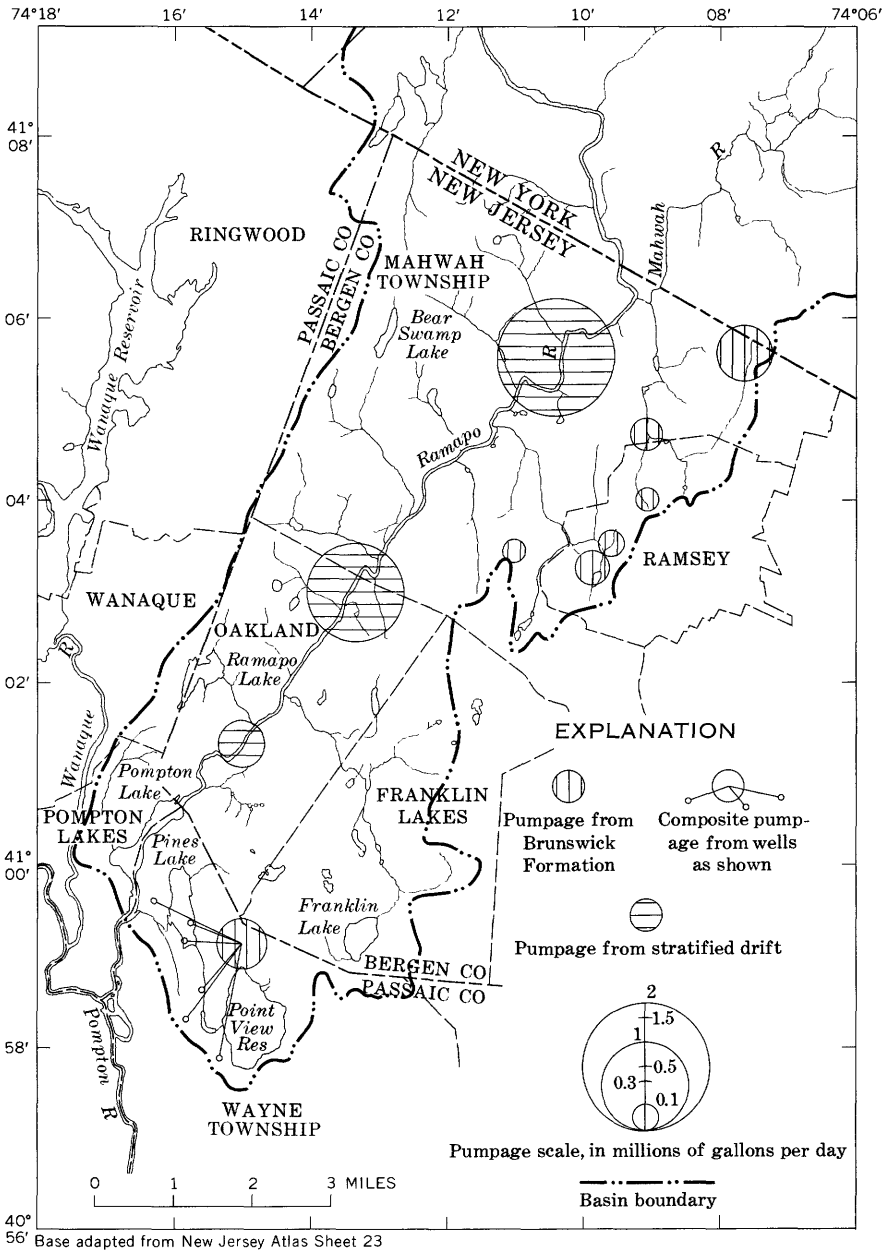 74°18′ 16′ 14′ 12′ 10′ 08′ 74°06′
41°
08′
R
NEW YORK
NEW JERSEY
Mahwah
RINGWOOD
PASSAIC CO
BERGEN CO
MAHWAH
TOWNSHIP
Wanaque Reservoir
06′
Bear
Swamp
Lake
R
Ramapo
04′
RAMSEY
WANAQUE
OAKLAND
Ramapo
Lake
R
02′
Wanaque
EXPLANATION
Pompton
Lake
FRANKLIN
LAKES
POMPTON
LAKES
Pumpage from
Brunswick
Formation
Composite pump-
age from wells
as shown
Pines
Lake
41°
00′
Franklin
Lake
Pumpage from stratified drift
BERGEN CO
PASSAIC CO
Point
View
Res
2
1.5
1
0.5
0.3
0.1
58′
Pompton R
WAYNE
TOWNSHIP
Pumpage scale, in millions of gallons per day
0 1 2 3 MILES
Basin boundary
40°
56′
Base adapted from New Jersey Atlas Sheet 23